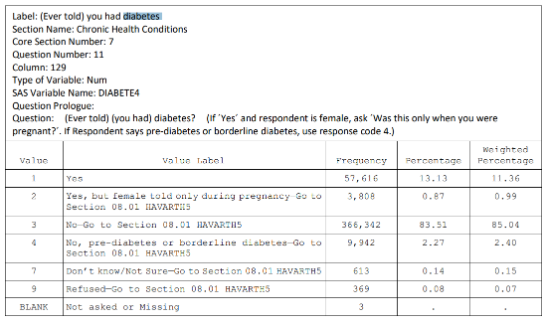 Label: (Ever told) you had diabetes
Section Name: Chronic Health Conditions
Core Section Number: 7
Question Number: 11
Column: 129
Type of Variable: Num
SAS Variable Name: DIABETE4
Question Prologue:
Question: (Ever told) (you had) diabetes? (If ´Yes´ and respondent is female, ask ´Was this only when you were
pregnant?´. If Respondent says pre-diabetes or borderline diabetes, use response code 4.)
Value Value Label Frequency Percentage Weighted Percentage
1 Yes 57,616 13.13 11.36
2 Yes, but female told only during pregnancy—Go to 3,808 0.87 0.99
Section 08.01 HAVARTH5
3 No—Go to Section 08.01 HAVARTH5 366,342 83.51 85.04
4 No, pre-diabetes or borderline diabetes—Go to 9,942 2.27 2.40
Section 08.01 HAVARTH5
7 Don't know/Not Sure—Go to Section 08.01 HAVARTH5 613 0.14 0.15
9 Refused—Go to Section 08.01 HAVARTH5 369 0.08 0.07
BLANK Not asked or Missing 3 . .